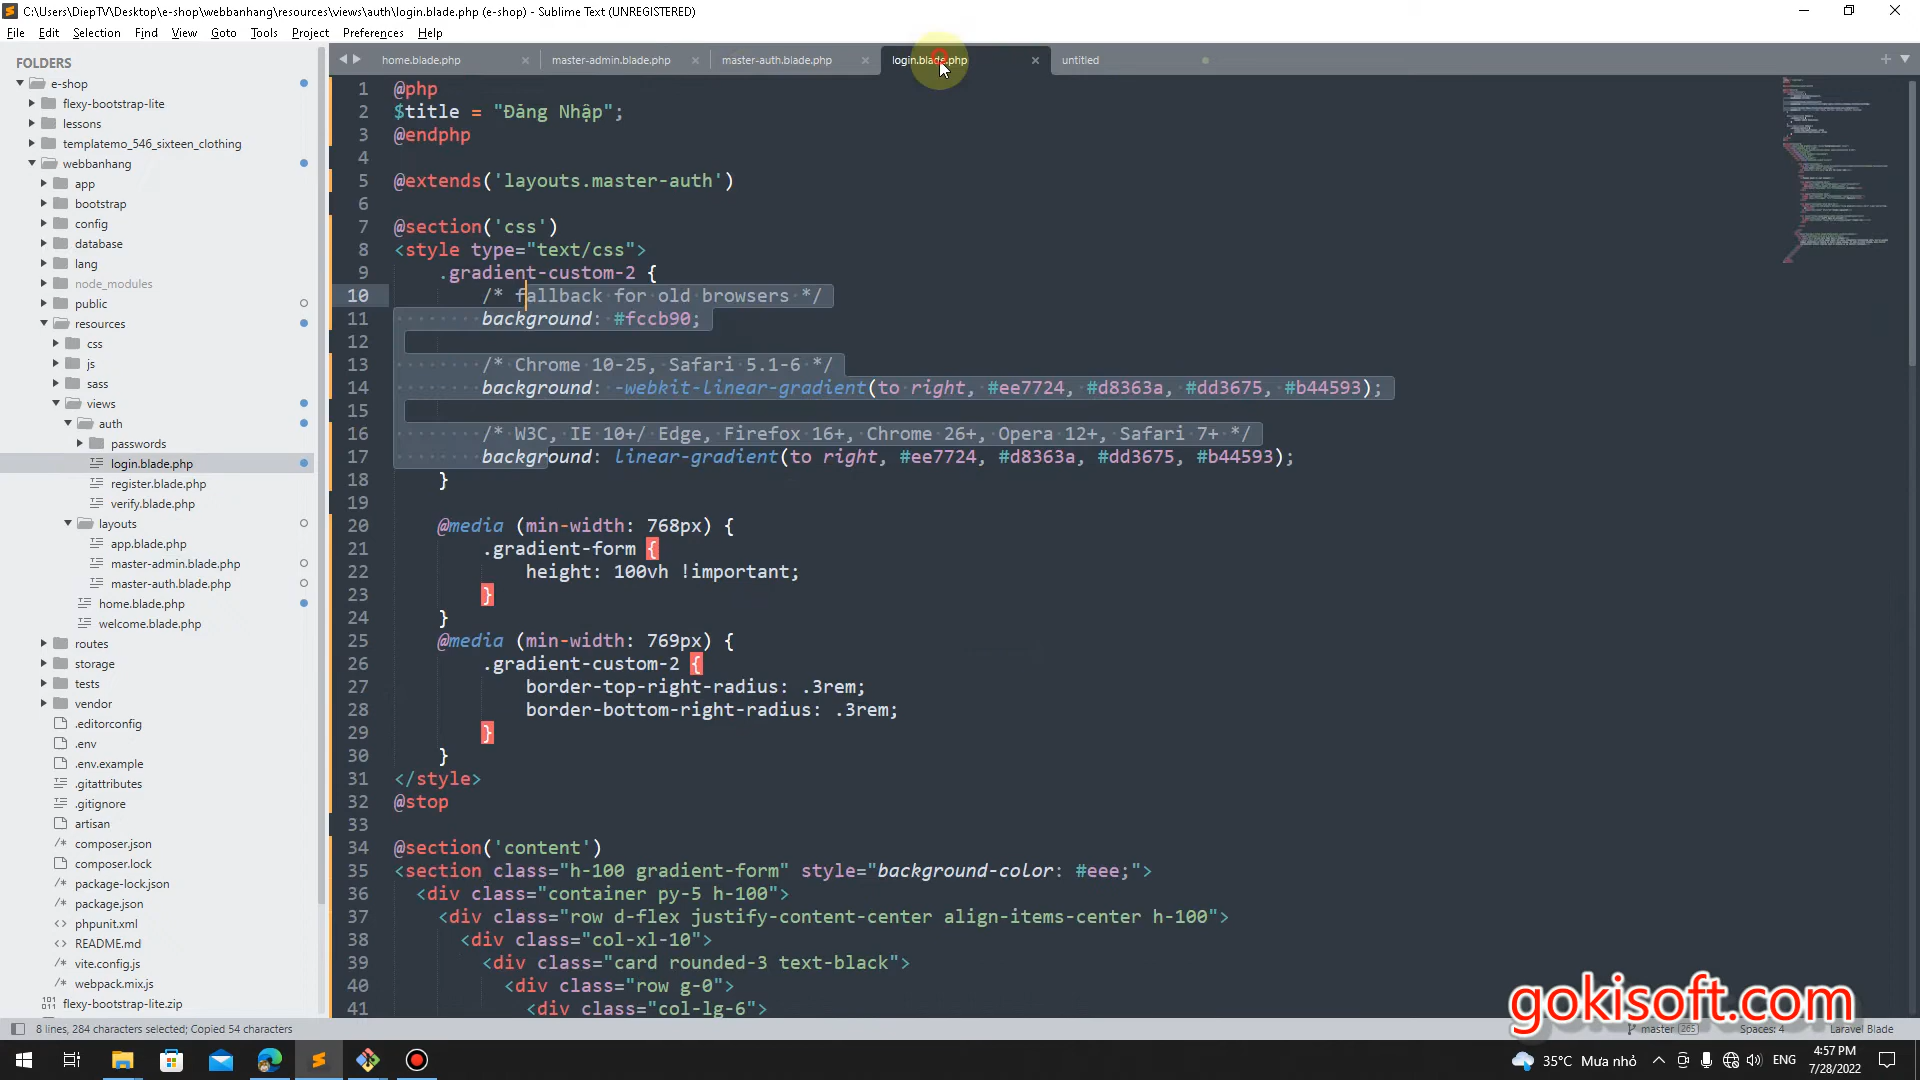 C:\Users\DiepTV\Desktop\e-shop\webbanhang\resources\views\auth\login.blade.php (e-shop) - Sublime Text (UNREGISTERED)
File Edit Selection Find View Goto Tools Project Preferences Help
FOLDERS
e-shop
flexy-bootstrap-lite
lessons
templatemo_546_sixteen_clothing
webbanhang
app
bootstrap
config
database
lang
node_modules
public
resources
css
js
sass
views
auth
passwords
login.blade.php
register.blade.php
verify.blade.php
layouts
app.blade.php
master-admin.blade.php
master-auth.blade.php
home.blade.php
welcome.blade.php
routes
storage
tests
vendor
.editorconfig
.env
.env.example
.gitattributes
.gitignore
artisan
composer.json
composer.lock
package-lock.json
package.json
phpunit.xml
README.md
vite.config.js
webpack.mix.js
flexy-bootstrap-lite.zip
home.blade.php master-admin.blade.php master-auth.blade.php login.blade.php untitled
1 @php
2 $title = "Đăng Nhập";
3 @endphp
4
5 @extends('layouts.master-auth')
6
7 @section('css')
8 <style type="text/css">
9 .gradient-custom-2 {
10 /* fallback for old browsers */
11 background: #fccb90;
12
13 /* Chrome 10-25, Safari 5.1-6 */
14 background: -webkit-linear-gradient(to right, #ee7724, #d8363a, #dd3675, #b44593);
15
16 /* W3C, IE 10+/ Edge, Firefox 16+, Chrome 26+, Opera 12+, Safari 7+ */
17 background: linear-gradient(to right, #ee7724, #d8363a, #dd3675, #b44593);
18 }
19
20 @media (min-width: 768px) {
21 .gradient-form {
22 height: 100vh !important;
23 }
24 }
25 @media (min-width: 769px) {
26 .gradient-custom-2 {
27 border-top-right-radius: .3rem;
28 border-bottom-right-radius: .3rem;
29 }
30 }
31 </style>
32 @stop
33
34 @section('content')
35 <section class="h-100 gradient-form" style="background-color: #eee;">
36 <div class="container py-5 h-100">
37 <div class="row d-flex justify-content-center align-items-center h-100">
38 <div class="col-xl-10">
39 <div class="card rounded-3 text-black">
40 <div class="row g-0">
41 <div class="col-lg-6">
gokisoft.com
8 lines, 284 characters selected; Copied 54 characters
master 265 Spaces: 4 Laravel Blade
35°C Mưa nhỏ ENG 4:57 PM
7/28/2022